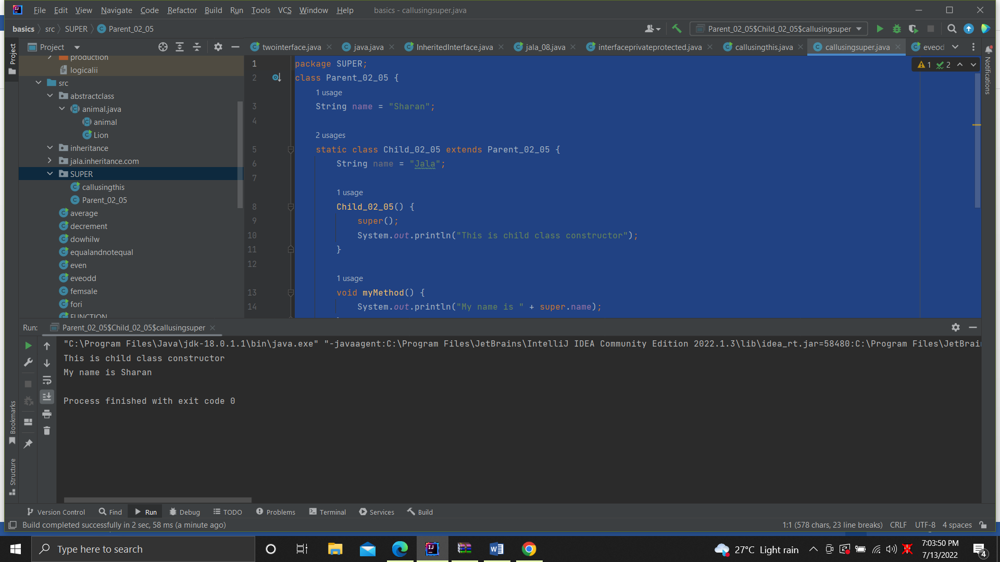 File Edit View Navigate Code Refactor Build Run Tools VCS Window Help basics - callusingsuper.java
basics src SUPER Parent_02_05
Parent_02_05$Child_02_05$callusingsuper
Project
twointerface.java java.java InheritedInterface.java jala_08.java interfaceprivateprotected.java callusingthis.java callusingsuper.java eveod
Project
production
logicalii
src
abstractclass
animal.java
animal
Lion
inheritance
jala.inheritance.com
SUPER
callusingthis
Parent_02_05
average
decrement
dowhilw
equalandnotequal
even
eveodd
femsale
fori
FUNCTION
1 package SUPER;
2 class Parent_02_05 {
1 usage
3 String name = "Sharan";
4
2 usages
5 static class Child_02_05 extends Parent_02_05 {
6 String name = "Jala";
7
1 usage
8 Child_02_05() {
9 super();
10 System.out.println("This is child class constructor");
11 }
12
1 usage
13 void myMethod() {
14 System.out.println("My name is " + super.name);
1 2
Notifications
Run: Parent_02_05$Child_02_05$callusingsuper
"C:\Program Files\Java\jdk-18.0.1.1\bin\java.exe" "-javaagent:C:\Program Files\JetBrains\IntelliJ IDEA Community Edition 2022.1.3\lib\idea_rt.jar=58480:C:\Program Files\JetBrai
This is child class constructor
My name is Sharan
Process finished with exit code 0
Bookmarks
Structure
Version Control Find Run Debug TODO Problems Terminal Services Build
Build completed successfully in 2 sec, 58 ms (a minute ago) 1:1 (578 chars, 23 line breaks) CRLF UTF-8 4 spaces
Type here to search
27°C Light rain
7:03:50 PM
7/13/2022
4